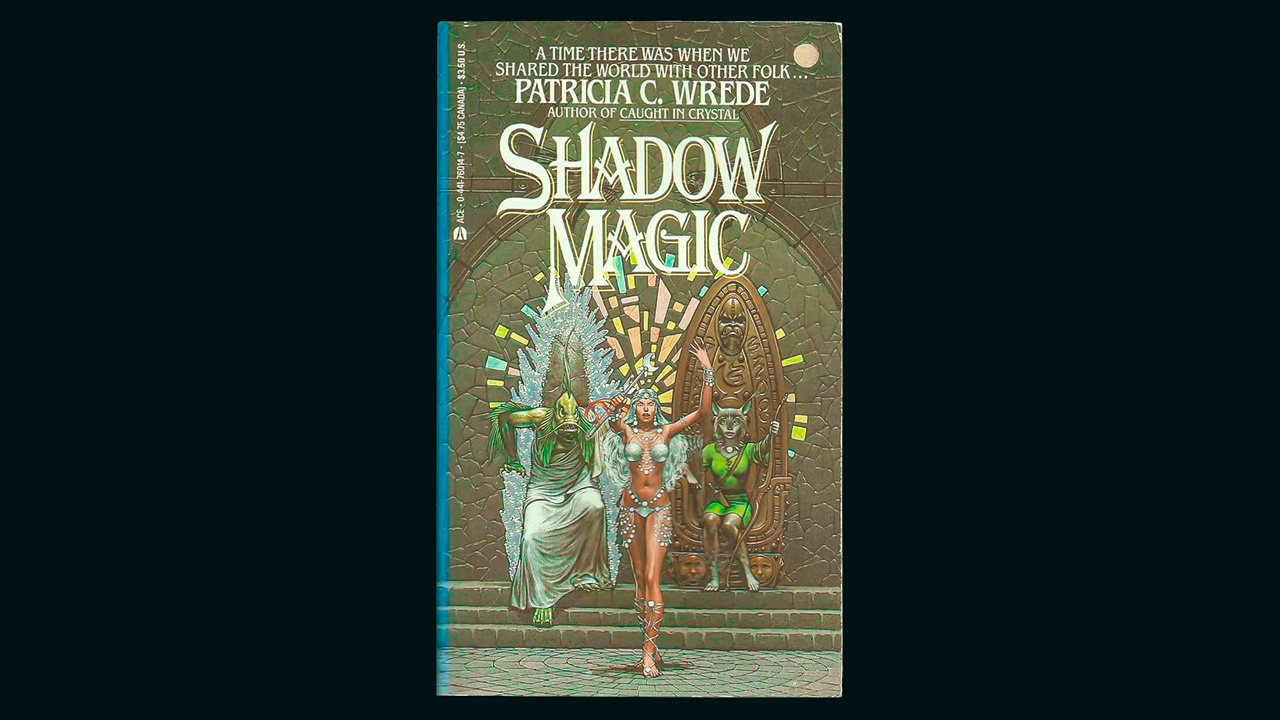 A TIME THERE WAS WHEN WE
SHARED THE WORLD WITH OTHER FOLK...
PATRICIA C. WREDE
AUTHOR OF CAUGHT IN CRYSTAL
SHADOW
MAGIC
ACE • 0-441-76014-7 • [$4.75 CANADA] • $3.50 U.S.